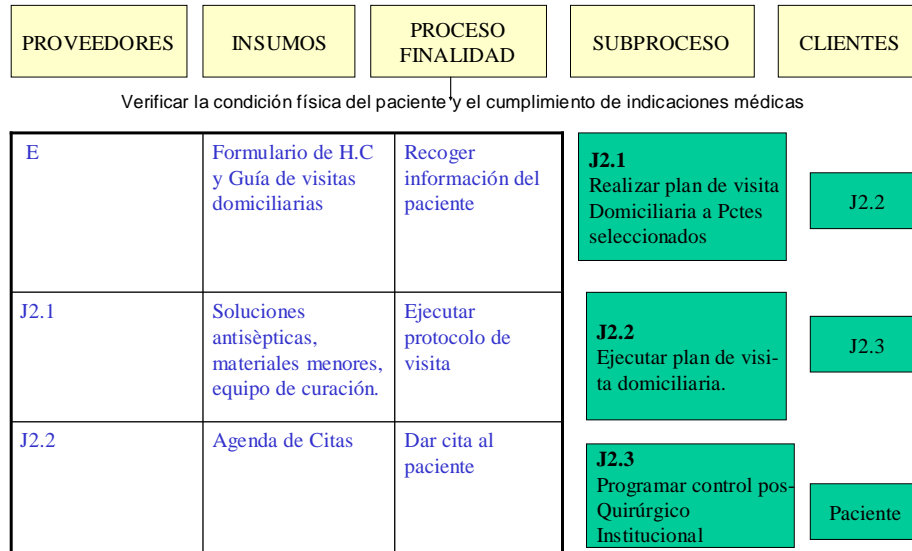 PROVEEDORES
INSUMOS
PROCESO
FINALIDAD
SUBPROCESO
CLIENTES
Verificar la condición física del paciente y el cumplimiento de indicaciones médicas
E
Formulario de H.C
y Guía de visitas
domiciliarias
Recoger
información del
paciente
J2.1
Realizar plan de visita
Domiciliaria a Pctes
seleccionados
J2.2
J2.1
Soluciones
antisèpticas,
materiales menores,
equipo de curación.
Ejecutar
protocolo de
visita
J2.2
Ejecutar plan de visi-
ta domiciliaria.
J2.3
J2.2
Agenda de Citas
Dar cita al
paciente
J2.3
Programar control pos-
Quirúrgico
Institucional
Paciente